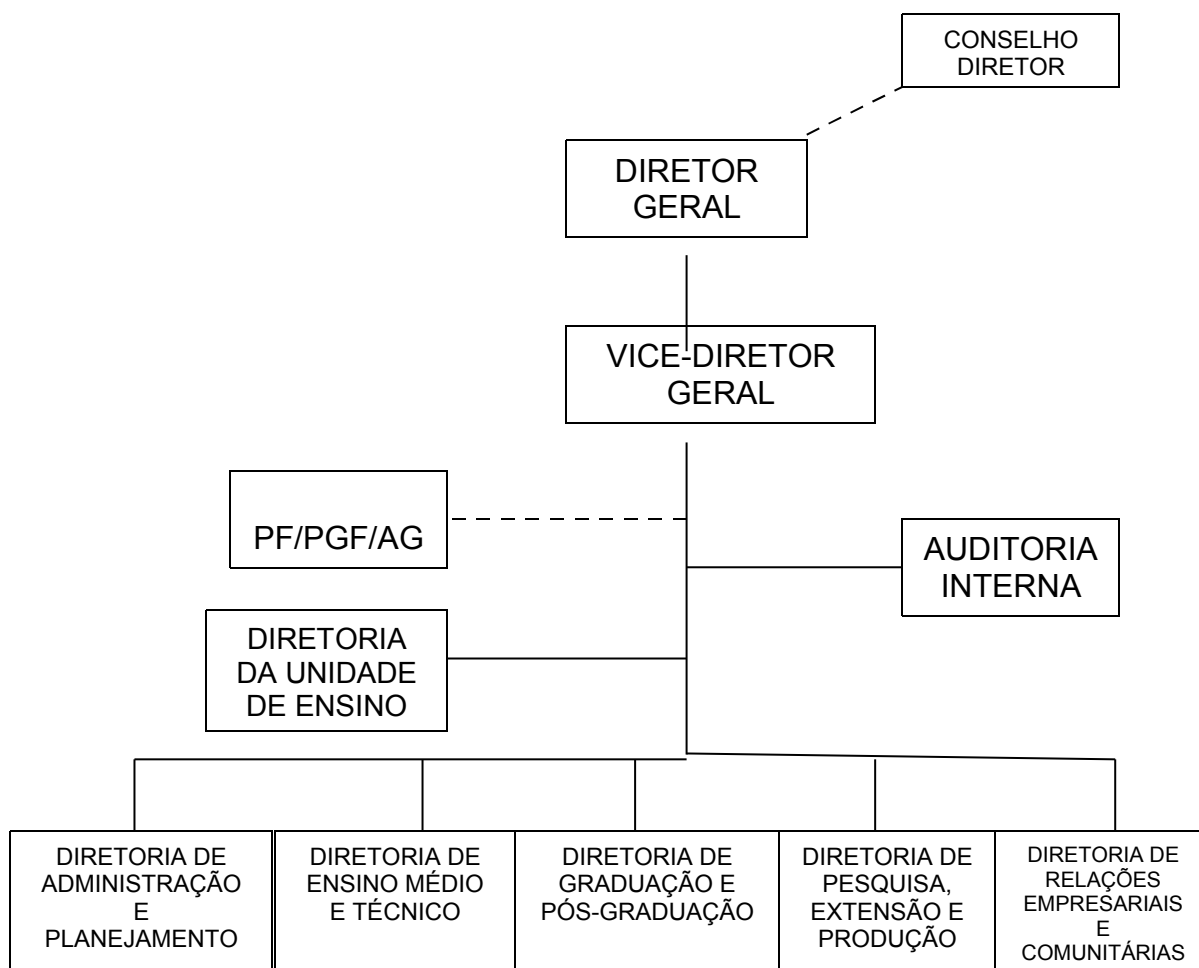 CONSELHO
DIRETOR
DIRETOR
GERAL
VICE-DIRETOR
GERAL
PF/PGF/AG
AUDITORIA
INTERNA
DIRETORIA
DA UNIDADE
DE ENSINO
DIRETORIA DE
ADMINISTRAÇÃO
E
PLANEJAMENTO
DIRETORIA DE
ENSINO MÉDIO
E TÉCNICO
DIRETORIA DE
GRADUAÇÃO E
PÓS-GRADUAÇÃO
DIRETORIA DE
PESQUISA,
EXTENSÃO E
PRODUÇÃO
DIRETORIA DE
RELAÇÕES
EMPRESARIAIS
E
COMUNITÁRIAS